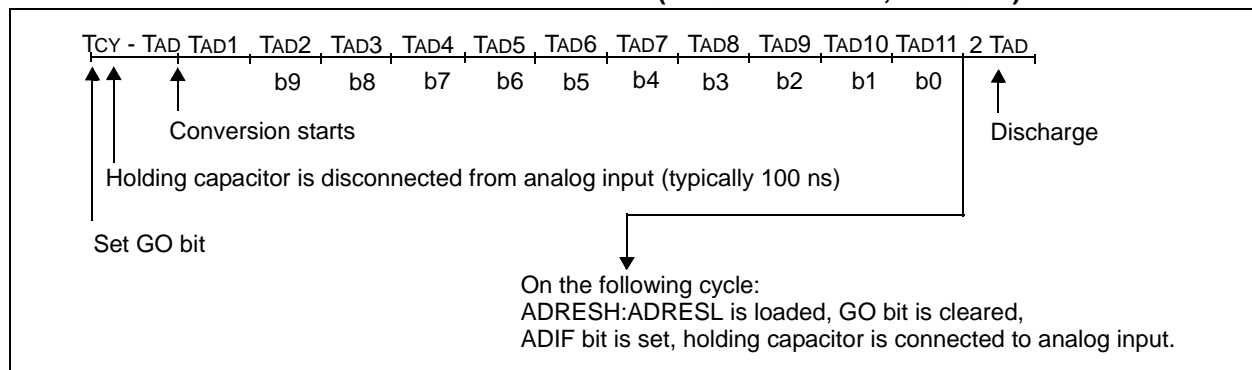 TCY - TAD TAD1 TAD2 TAD3 TAD4 TAD5 TAD6 TAD7 TAD8 TAD9 TAD10 TAD11 2 TAD
b9 b8 b7 b6 b5 b4 b3 b2 b1 b0
Conversion starts
Discharge
Holding capacitor is disconnected from analog input (typically 100 ns)
Set GO bit
On the following cycle:
ADRESH:ADRESL is loaded, GO bit is cleared,
ADIF bit is set, holding capacitor is connected to analog input.